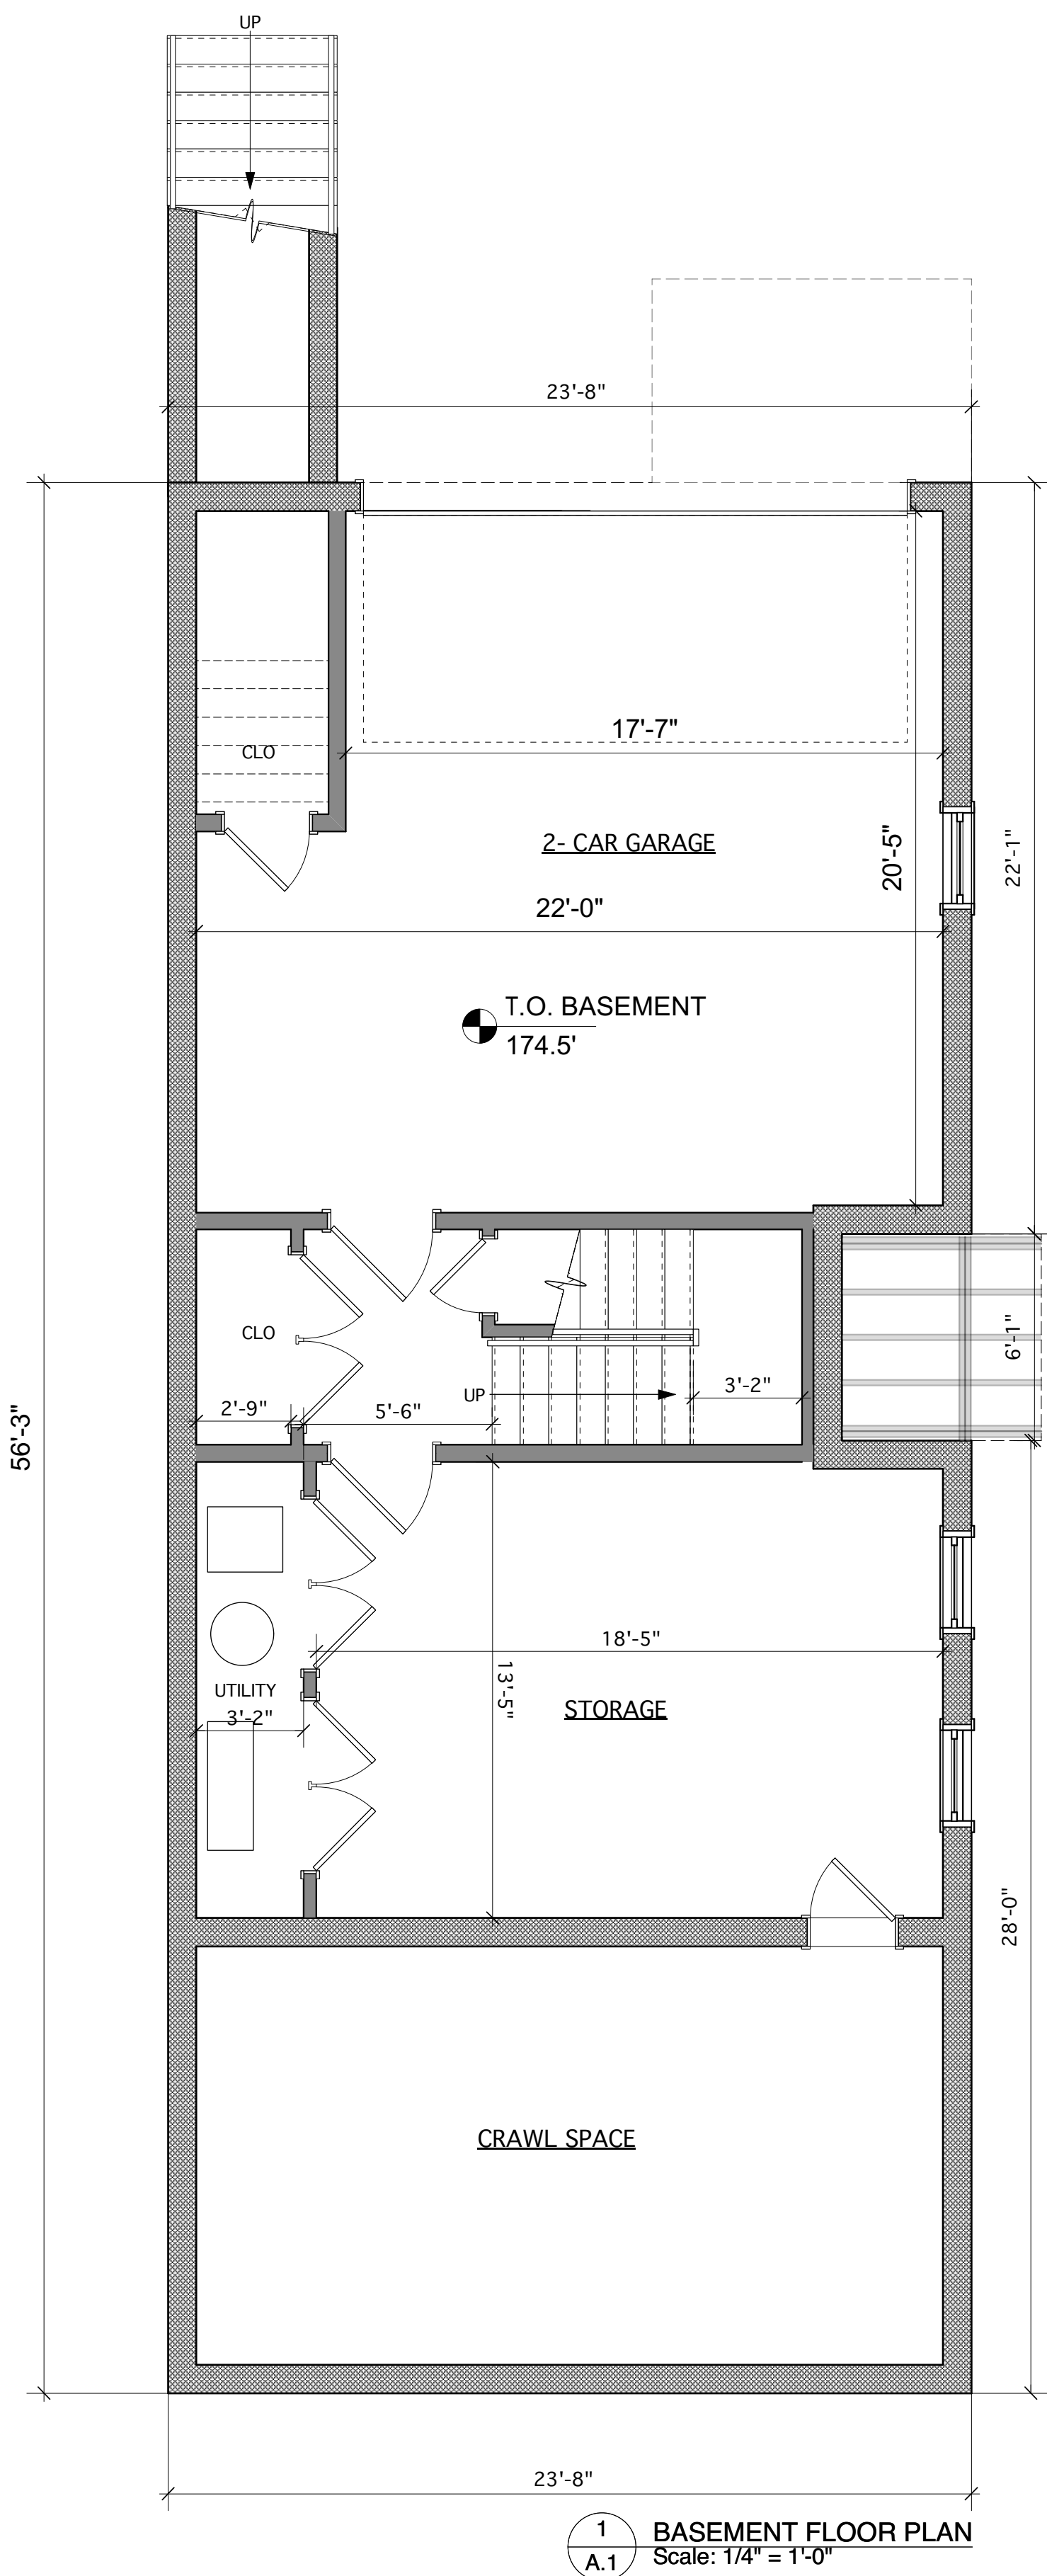 UP
23'-8"
17'-7"
CLO
2- CAR GARAGE
20'-5"
22'-1"
22'-0"
T.O. BASEMENT
174.5'
CLO
6'-1"
UP
3'-2"
2'-9"
5'-6"
56'-3"
18'-5"
13'-5"
UTILITY
3'-2"
STORAGE
28'-0"
CRAWL SPACE
23'-8"
1
A.1
BASEMENT FLOOR PLAN
Scale: 1/4" = 1'-0"